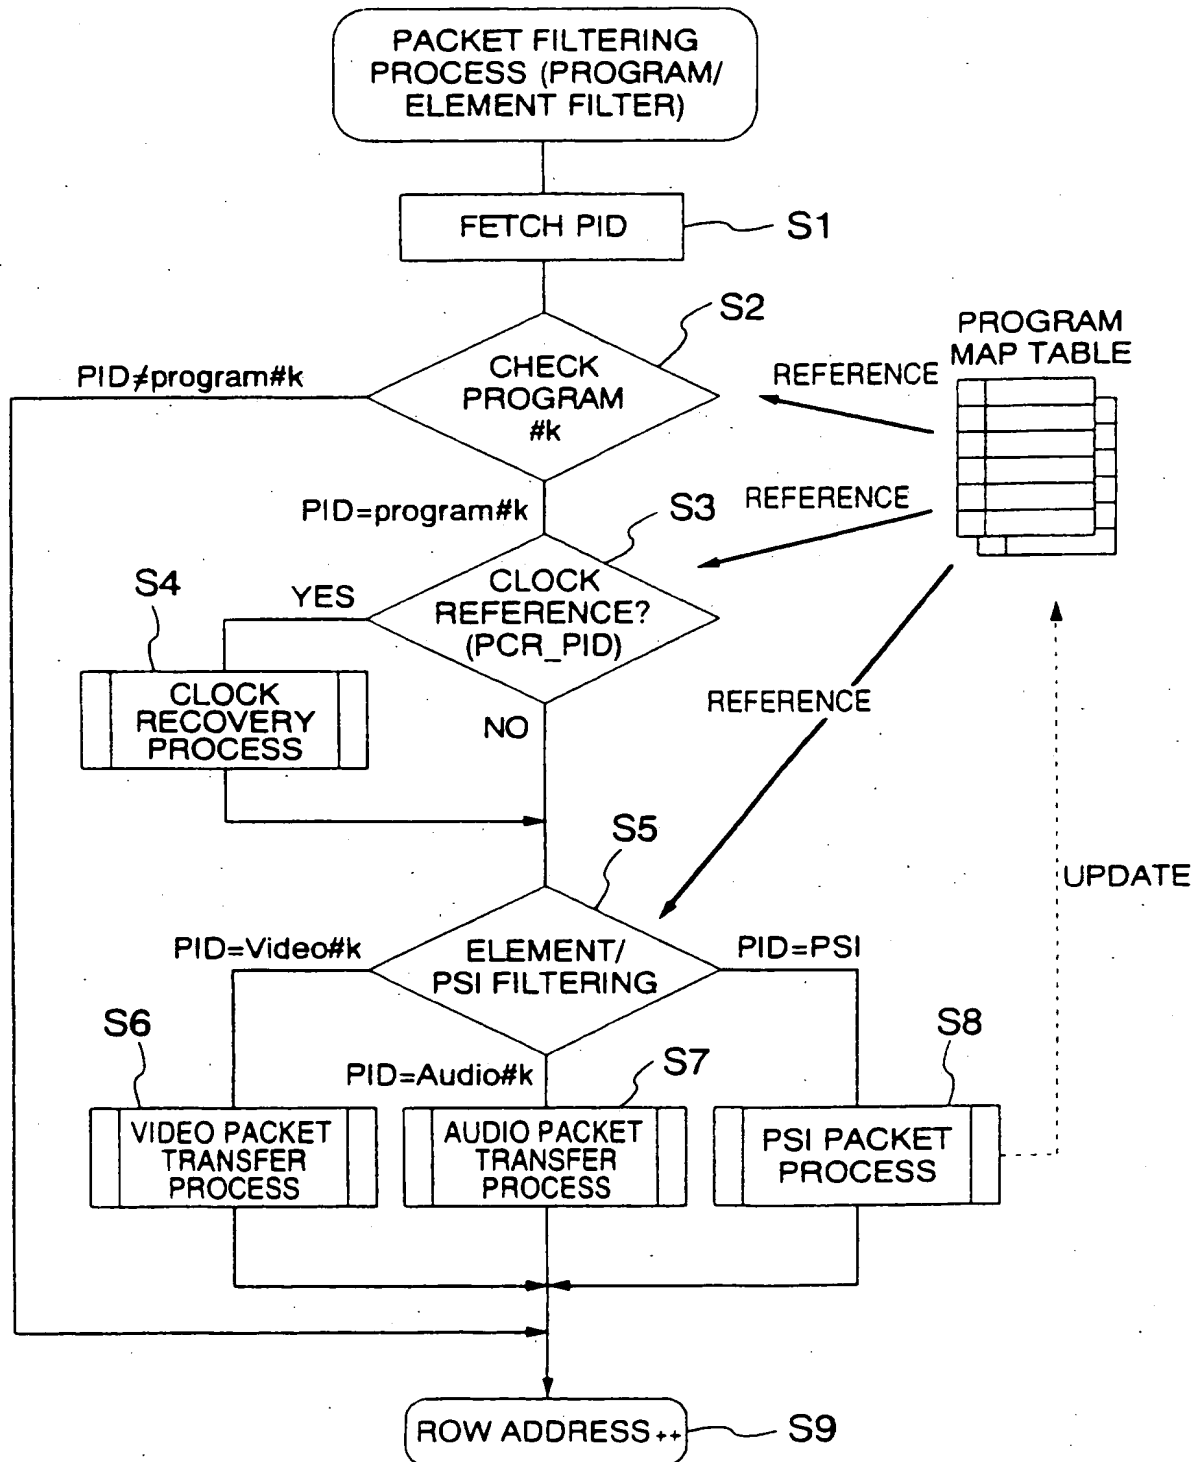 PACKET FILTERING
PROCESS (PROGRAM/
ELEMENT FILTER)
FETCH PID
S1
S2
CHECK
PROGRAM
#k
PID≠program#k
PROGRAM
MAP TABLE
REFERENCE
PID=program#k
S3
REFERENCE
CLOCK
REFERENCE?
(PCR_PID)
YES
S4
CLOCK
RECOVERY
PROCESS
NO
REFERENCE
S5
UPDATE
ELEMENT/
PSI FILTERING
PID=Video#k
PID=PSI
S6
PID=Audio#k
S7
S8
VIDEO PACKET
TRANSFER
PROCESS
AUDIO PACKET
TRANSFER
PROCESS
PSI PACKET
PROCESS
ROW ADDRESS ++
S9